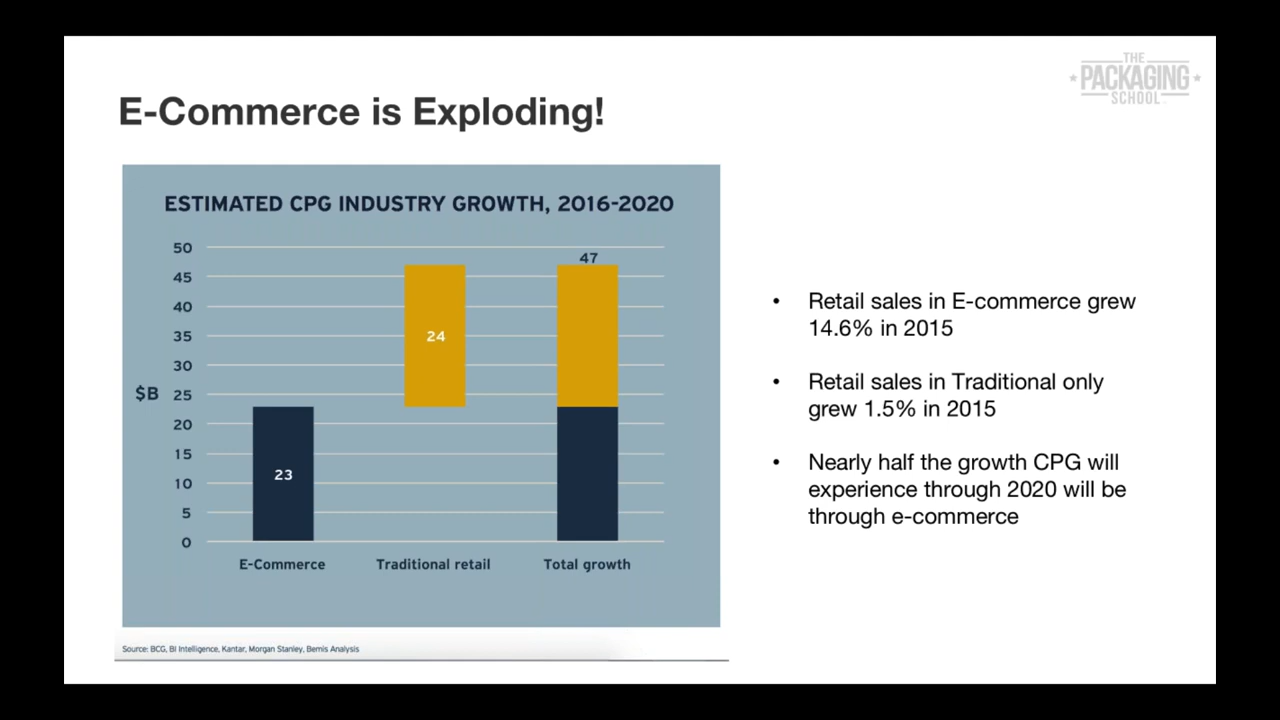 THE
PACKAGING
SCHOOL
E-Commerce is Exploding!
ESTIMATED CPG INDUSTRY GROWTH, 2016-2020
$B
50
45
40
35
30
25
20
15
10
5
0
23
24
47
E-Commerce
Traditional retail
Total growth
Source: BCG, BI Intelligence, Kantar, Morgan Stanley, Bemis Analysis
• Retail sales in E-commerce grew
14.6% in 2015
• Retail sales in Traditional only
grew 1.5% in 2015
• Nearly half the growth CPG will
experience through 2020 will be
through e-commerce